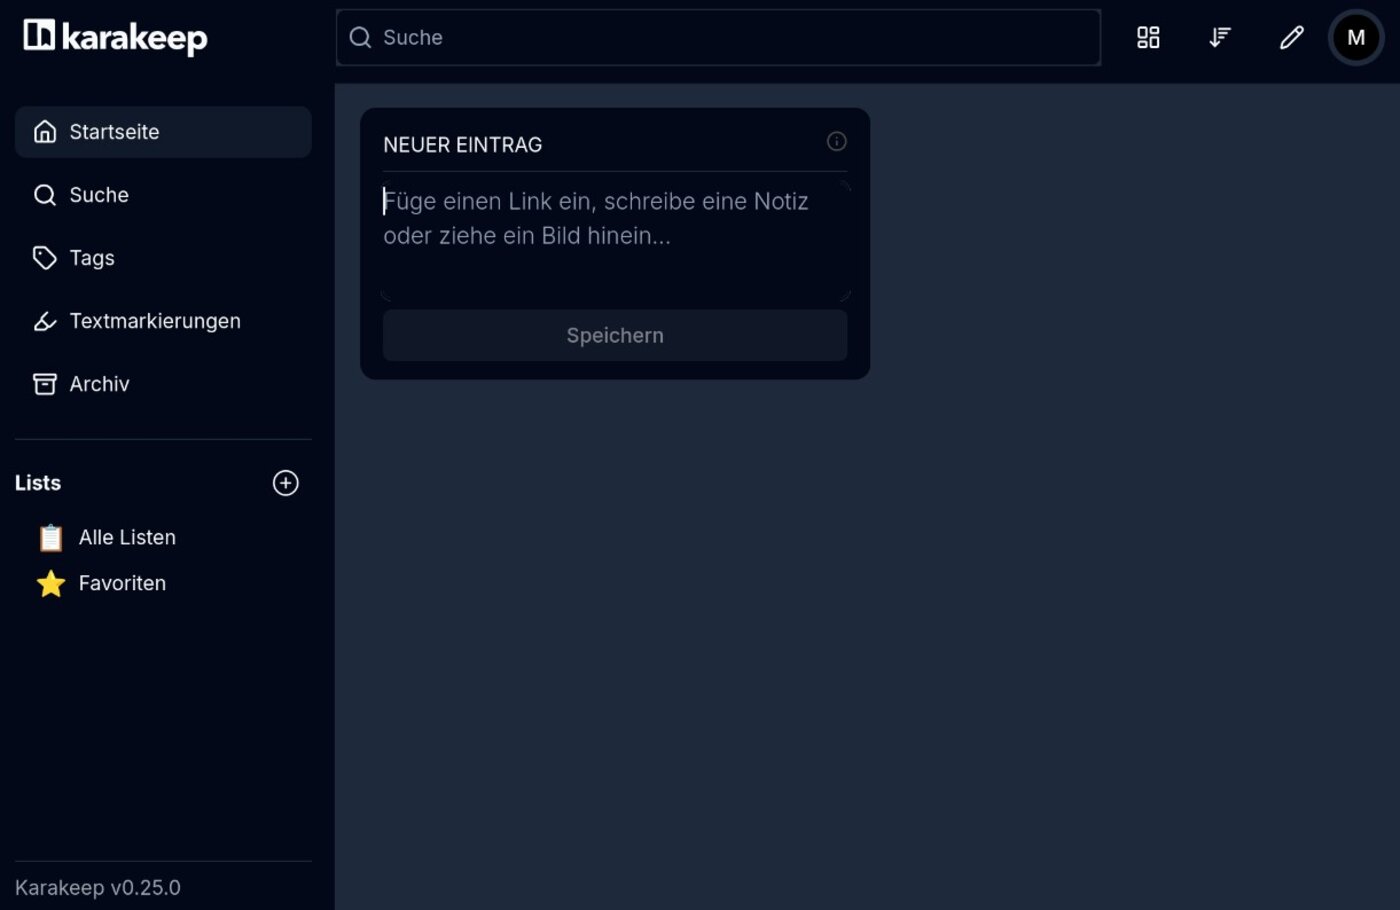 karakeep
Suche
M
Startseite
Suche
Tags
Textmarkierungen
Archiv
Lists
Alle Listen
Favoriten
Karakeep v0.25.0
NEUER EINTRAG
Füge einen Link ein, schreibe eine Notiz
oder ziehe ein Bild hinein...
Speichern